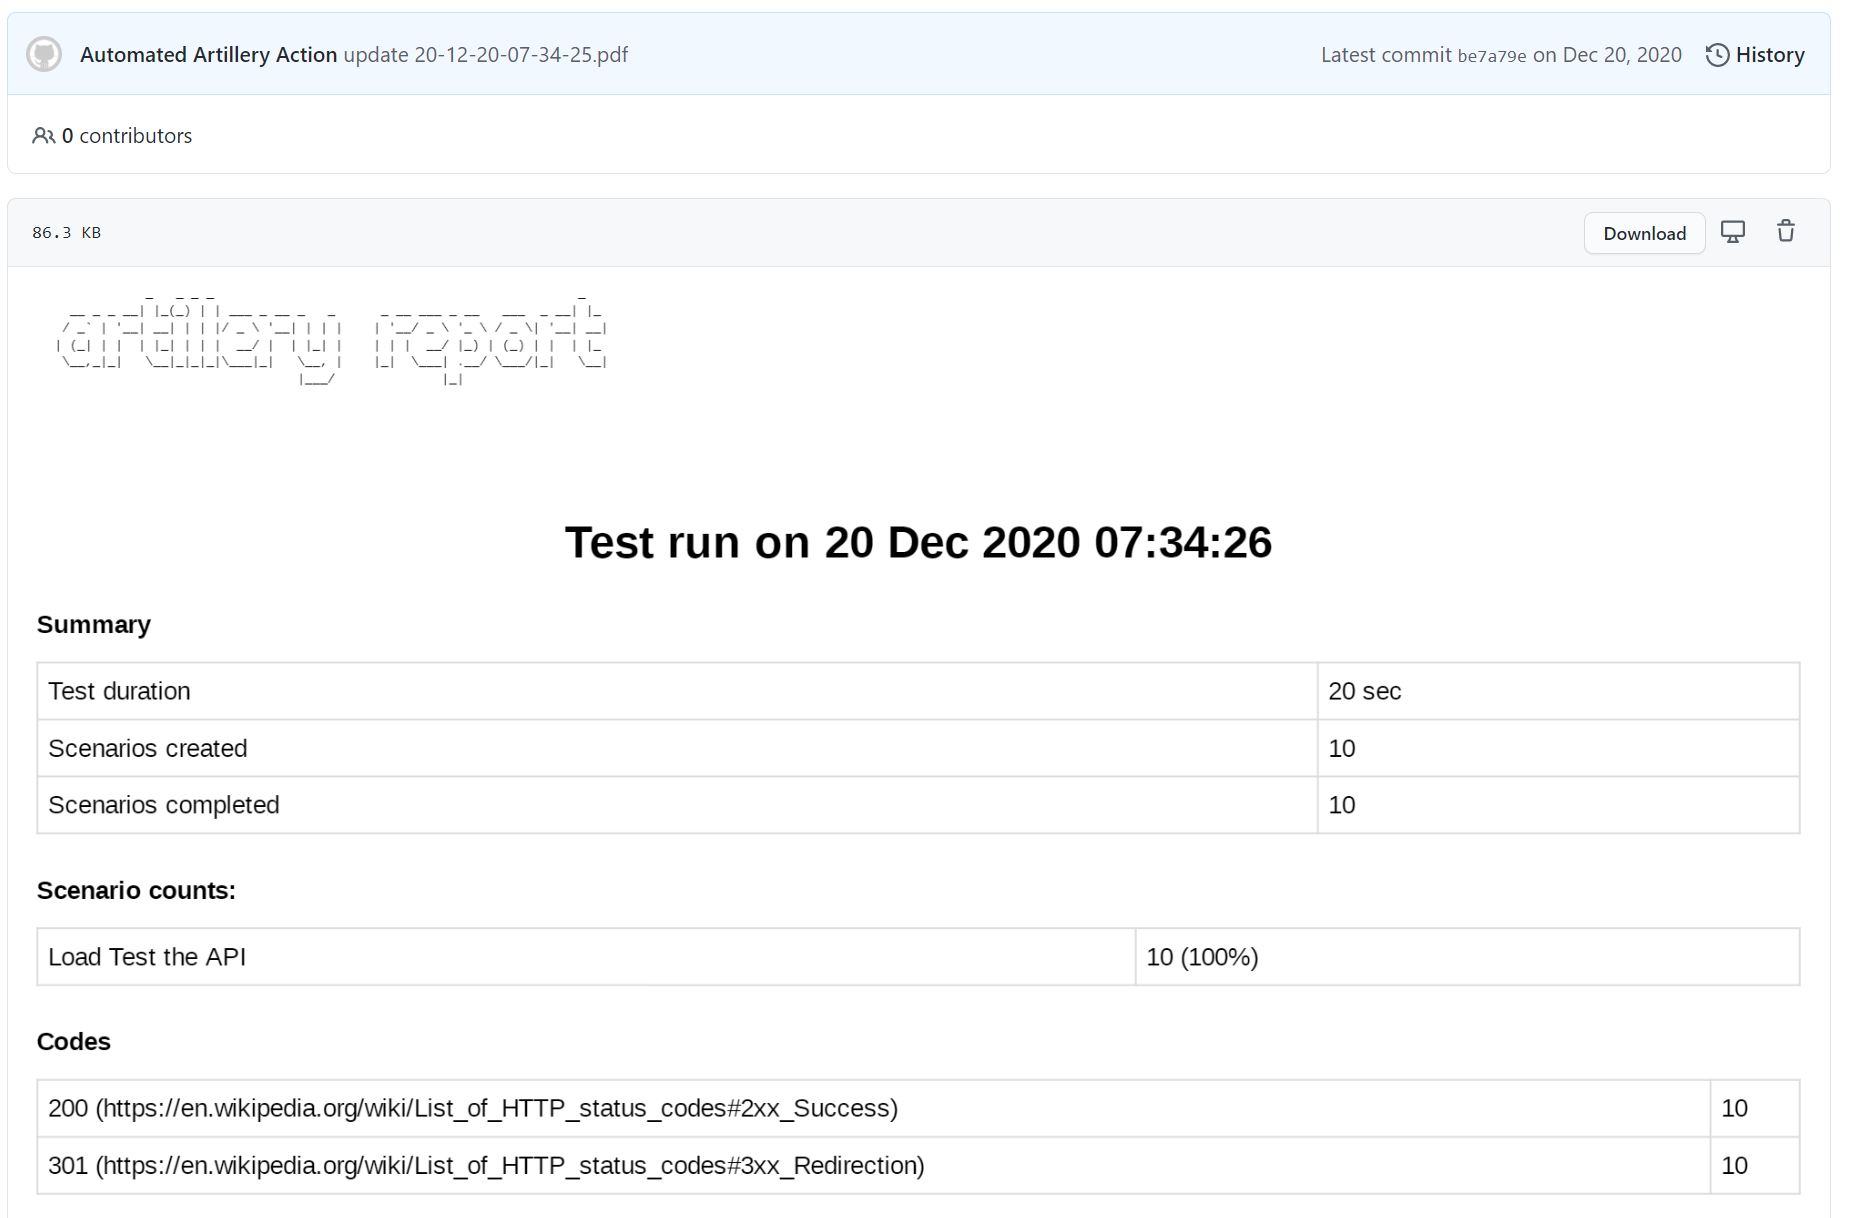 Automated Artillery Action update 20-12-20-07-34-25.pdf
Latest commit be7a79e on Dec 20, 2020 History
0 contributors
86.3 KB
Download
artillery report
Test run on 20 Dec 2020 07:34:26
Summary
Test duration 20 sec
Scenarios created 10
Scenarios completed 10
Scenario counts:
Load Test the API 10 (100%)
Codes
200 (https://en.wikipedia.org/wiki/List_of_HTTP_status_codes#2xx_Success) 10
301 (https://en.wikipedia.org/wiki/List_of_HTTP_status_codes#3xx_Redirection) 10